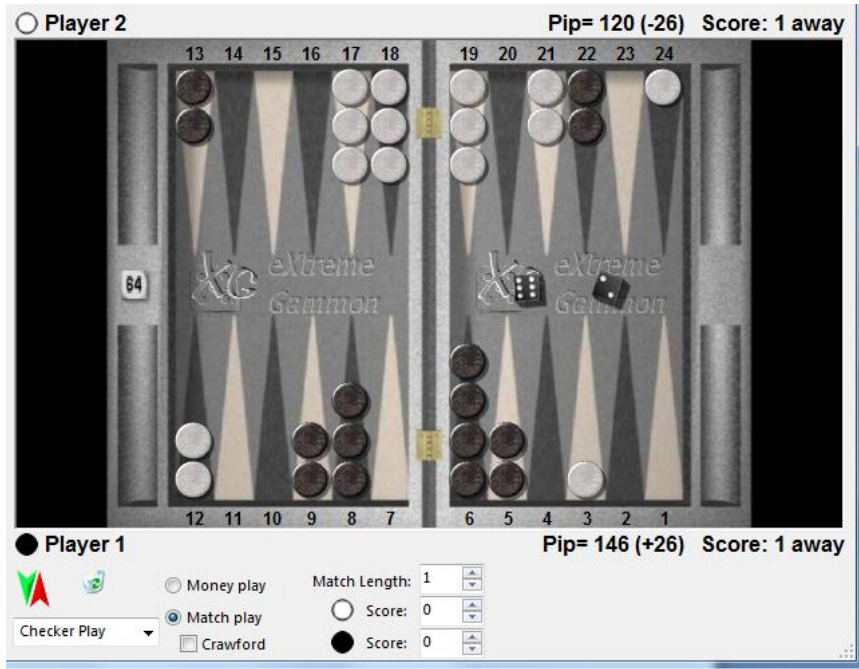 Player 2 Pip= 120 (-26) Score: 1 away
13 14 15 16 17 18 19 20 21 22 23 24
64
XG eXtreme Gammon
XG eXtreme Gammon
12 11 10 9 8 7 6 5 4 3 2 1
Player 1 Pip= 146 (+26) Score: 1 away
Money play Match Length: 1
Match play Score: 0
Checker Play Crawford Score: 0